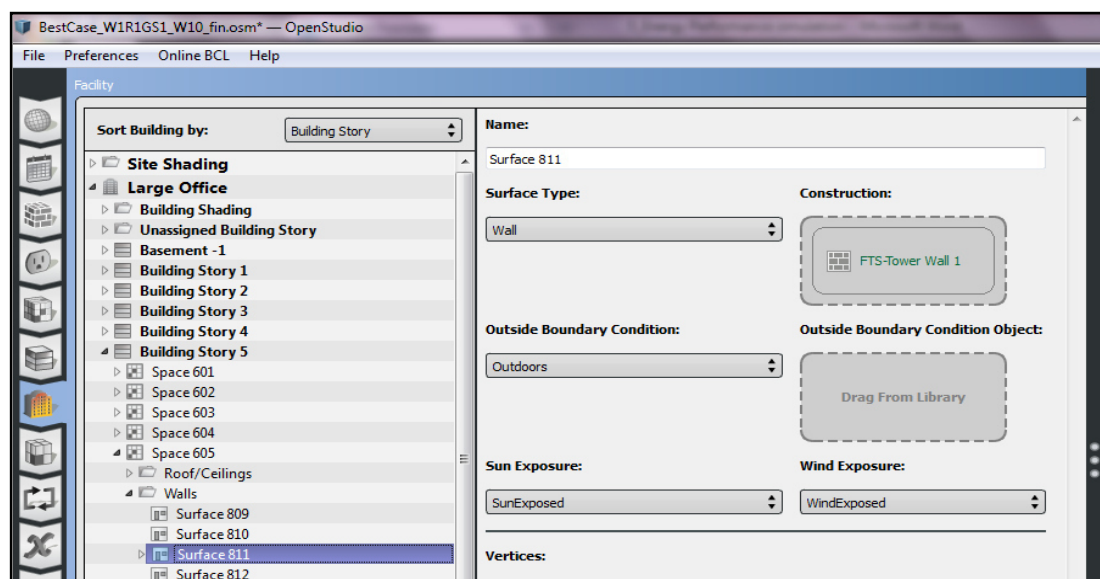 BestCase_W1R1GS1_W10_fin.osm* — OpenStudio
File Preferences Online BCL Help
Facility
Sort Building by: Building Story
Site Shading
Large Office
Building Shading
Unassigned Building Story
Basement -1
Building Story 1
Building Story 2
Building Story 3
Building Story 4
Building Story 5
Space 601
Space 602
Space 603
Space 604
Space 605
Roof/Ceilings
Walls
Surface 809
Surface 810
Surface 811
Surface 812
Name:
Surface 811
Surface Type: Construction:
Wall
FTS-Tower Wall 1
Outside Boundary Condition: Outside Boundary Condition Object:
Outdoors
Drag From Library
Sun Exposure: Wind Exposure:
SunExposed WindExposed
Vertices: